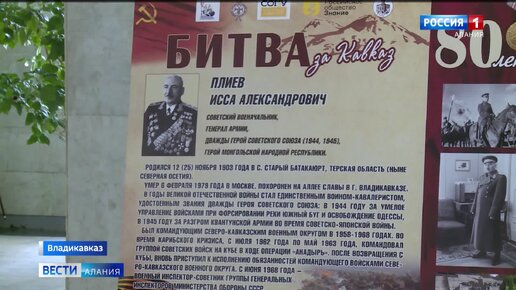 СОГУ
Российское
общество
Знание
РОССИЯ 1
АЛАНИЯ
БИТВА
за Кавказ
80
лет
ПЛИЕВ
ИССА АЛЕКСАНДРОВИЧ
СОВЕТСКИЙ ВОЕНАЧАЛЬНИК,
ГЕНЕРАЛ АРМИИ,
ДВАЖДЫ ГЕРОЙ СОВЕТСКОГО СОЮЗА (1944, 1945),
ГЕРОЙ МОНГОЛЬСКОЙ НАРОДНОЙ РЕСПУБЛИКИ.
РОДИЛСЯ 12 (25) НОЯБРЯ 1903 ГОДА В С. СТАРЫЙ БАТАКАЮРТ, ТЕРСКАЯ ОБЛАСТЬ (НЫНЕ
СЕВЕРНАЯ ОСЕТИЯ).
УМЕР 6 ФЕВРАЛЯ 1979 ГОДА В МОСКВЕ. ПОХОРОНЕН НА АЛЛЕЕ СЛАВЫ В Г. ВЛАДИКАВКАЗЕ.
В ГОДЫ ВЕЛИКОЙ ОТЕЧЕСТВЕННОЙ ВОЙНЫ СТАЛ ЕДИНСТВЕННЫМ ВОИНОМ-КАВАЛЕРИСТОМ,
УДОСТОЕННЫМ ЗВАНИЯ ДВАЖДЫ ГЕРОЯ СОВЕТСКОГО СОЮЗА: В 1944 ГОДУ ЗА УМЕЛОЕ
УПРАВЛЕНИЕ ВОЙСКАМИ ПРИ ФОРСИРОВАНИИ РЕКИ ЮЖНЫЙ БУГ И ОСВОБОЖДЕНИЕ ОДЕССЫ,
В 1945 ГОДУ ЗА РАЗГРОМ КВАНТУНСКОЙ АРМИИ ВО ВРЕМЯ СОВЕТСКО-ЯПОНСКОЙ ВОЙНЫ.
БЫЛ КОМАНДУЮЩИМ СЕВЕРО-КАВКАЗСКИМ ВОЕННЫМ ОКРУГОМ В 1958-1968 ГОДАХ. ВО
ВРЕМЯ КАРИБСКОГО КРИЗИСА, С ИЮЛЯ 1962 ПО МАЙ 1963 ГОДА, КОМАНДОВАЛ
ГРУППОЙ СОВЕТСКИХ ВОЙСК НА КУБЕ В ХОДЕ ОПЕРАЦИИ «АНАДЫРЬ». ПОСЛЕ ВОЗВРАЩЕНИЯ С
КУБЫ, ВНОВЬ ПРИСТУПИЛ К ИСПОЛНЕНИЮ ОБЯЗАННОСТЕЙ КОМАНДУЮЩЕГО ВОЙСКАМИ СЕВЕ-
РО-КАВКАЗСКОГО ВОЕННОГО ОКРУГА. С ИЮНЯ 1968 ГОДА –
ВОЕННЫЙ ИНСПЕКТОР-СОВЕТНИК ГРУППЫ ГЕНЕРАЛЬНЫХ
ИНСПЕКТОРОВ МИНИСТЕРСТВА ОБОРОНЫ СССР
Владикавказ
ВЕСТИ АЛАНИЯ